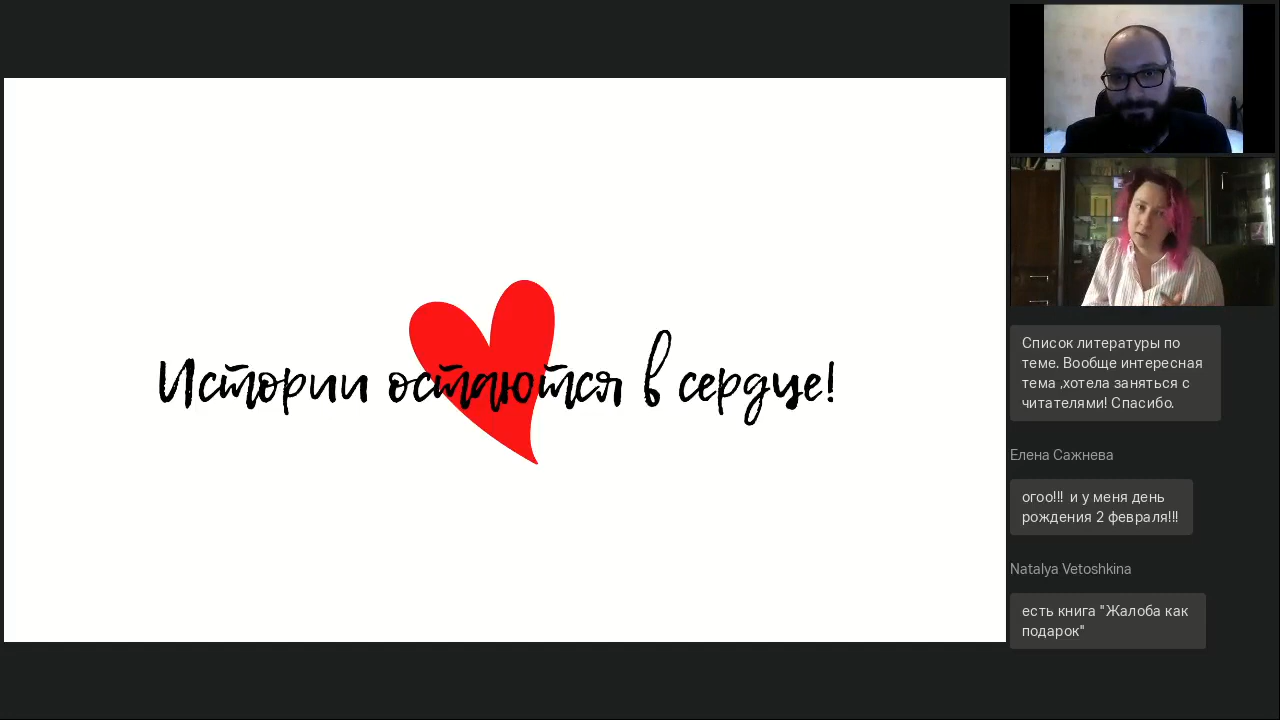 Истории остаются в сердце!
Список литературы по
теме. Вообще интересная
тема ,хотела заняться с
читателями! Спасибо.
Елена Сажнева
огоо!!! и у меня день
рождения 2 февраля!!!
Natalya Vetoshkina
есть книга "Жалоба как
подарок"